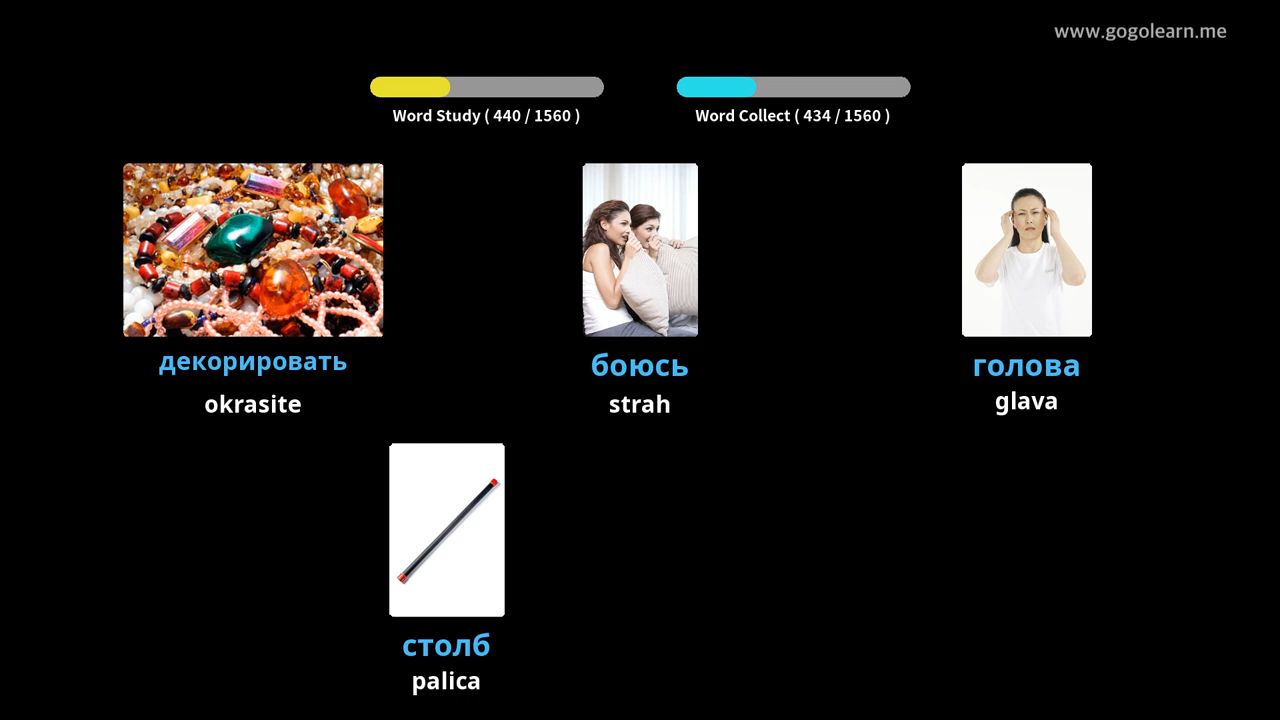 www.gogolearn.me
Word Study ( 440 / 1560 )
Word Collect ( 434 / 1560 )
декорировать
okrasite
боюсь
strah
голова
glava
столб
palica